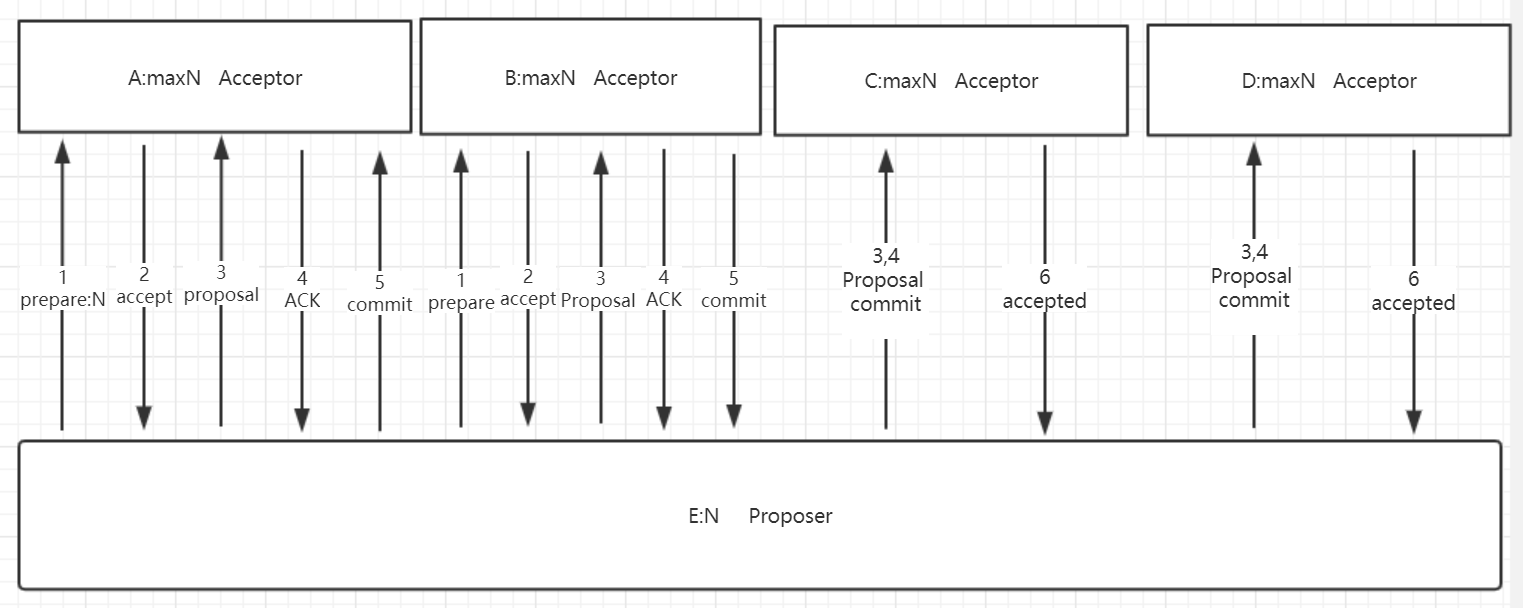 A:maxN Acceptor
B:maxN Acceptor
C:maxN Acceptor
D:maxN Acceptor
1
prepare:N
2
accept
3
proposal
4
ACK
5
commit
1
prepare
2
accept
3
Proposal
4
ACK
5
commit
3,4
Proposal
commit
6
accepted
3,4
Proposal
commit
6
accepted
E:N Proposer